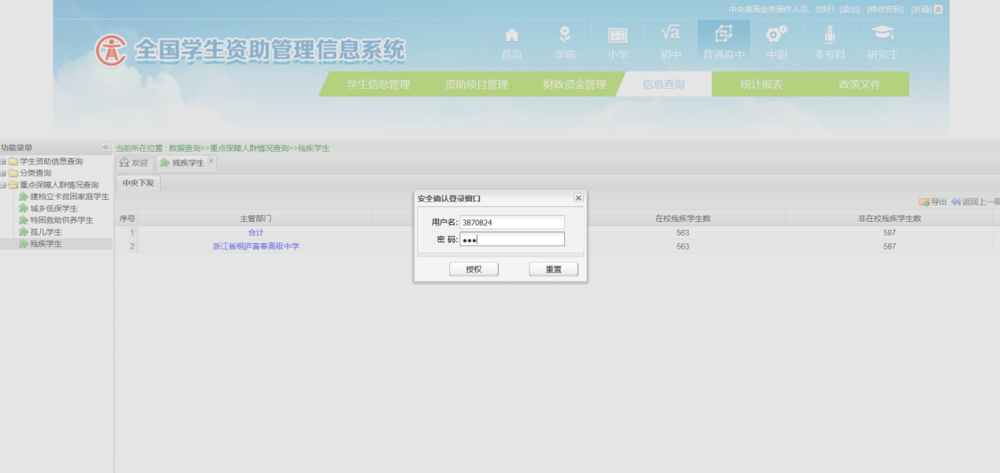 中央普高业务操作人员，您好! [退出] [修改密码] [折叠]
全国学生资助管理信息系统
首页 学前 小学 初中 普通高中 中职 本专科 研究生
学生信息管理 资助项目管理 财政资金管理 信息查询 统计报表 政策文件
功能菜单
学生资助信息查询
分类查询
重点保障人群情况查询
建档立卡贫困家庭学生
城乡低保学生
特困救助供养学生
孤儿学生
残疾学生
当前所在位置 : 数据查询>>重点保障人群情况查询>>残疾学生
欢迎 残疾学生
中央下发
导出 返回上一级
序号 主管部门 在校残疾学生数 非在校残疾学生数
1 合计 563 587
2 浙江省桐庐富春高级中学 563 587
安全确认登录窗口
用户名: 3870824
密 码: ●●●
授权 重置